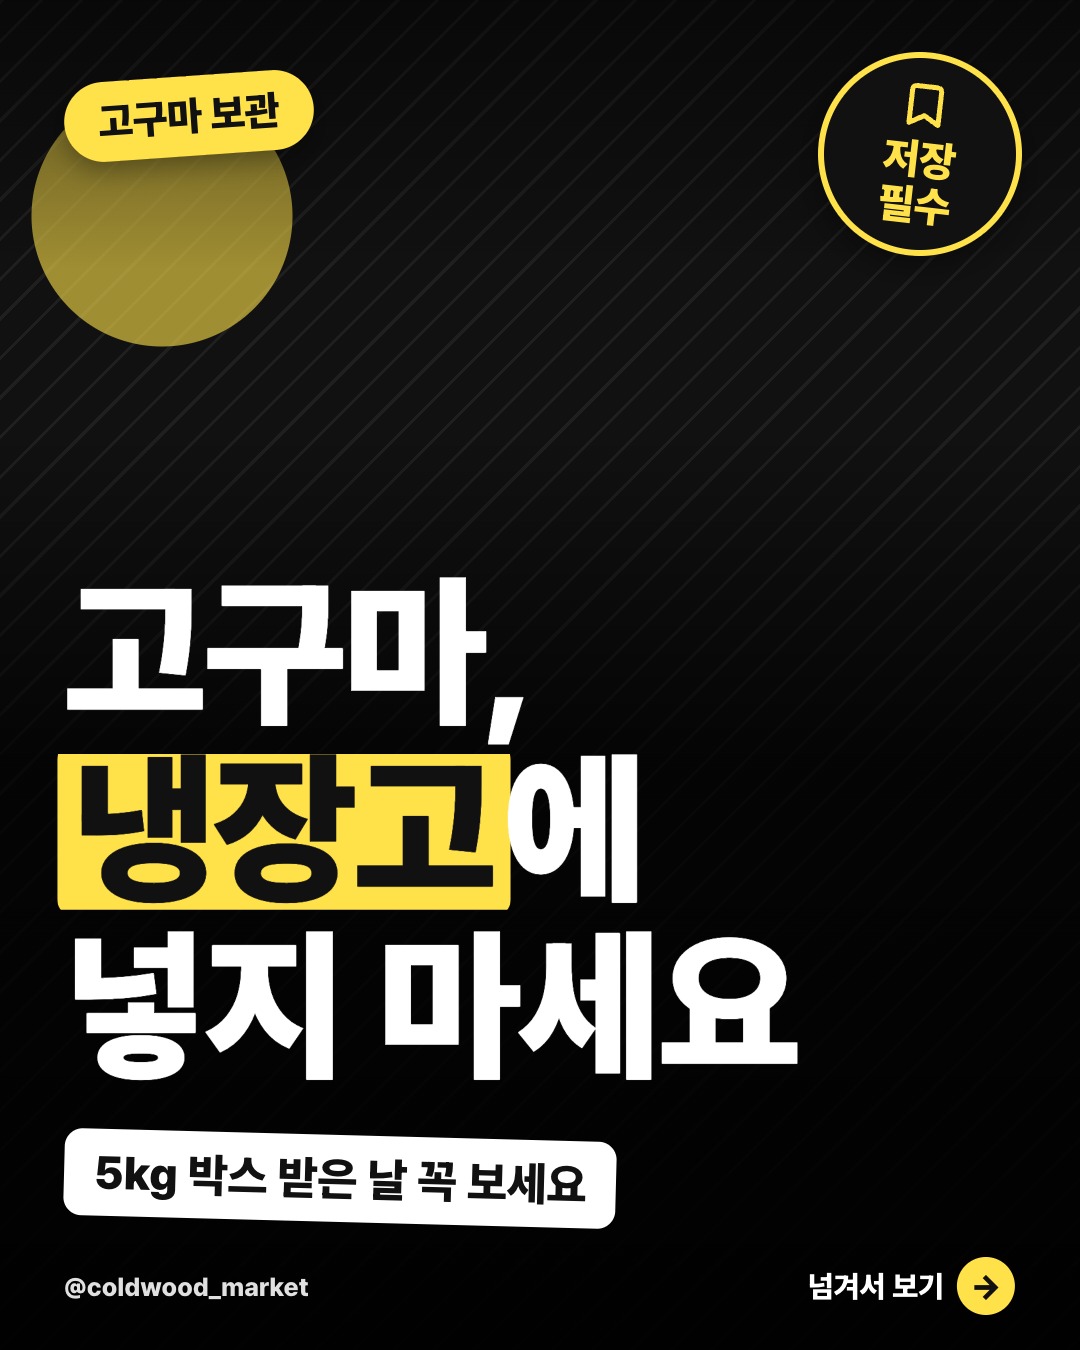 고구마 보관
저장
필수
고구마,
냉장고에
넣지 마세요
5kg 박스 받은 날 꼭 보세요
@coldwood_market
넘겨서 보기